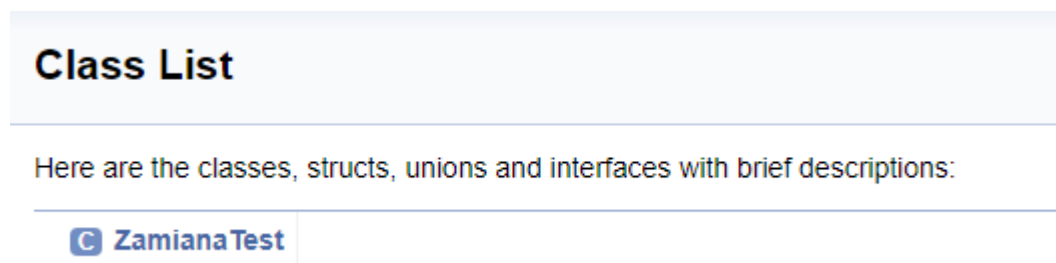 Class List
Here are the classes, structs, unions and interfaces with brief descriptions:
C ZamianaTest